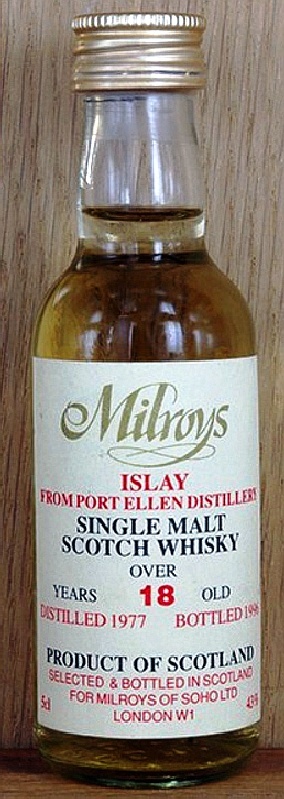 Milroys
ISLAY
FROM PORT ELLEN DISTILLERY
SINGLE MALT
SCOTCH WHISKY
OVER
YEARS 18 OLD
DISTILLED 1977 BOTTLED 1996
PRODUCT OF SCOTLAND
SELECTED & BOTTLED IN SCOTLAND
FOR MILROYS OF SOHO LTD
5cl LONDON W1 43%